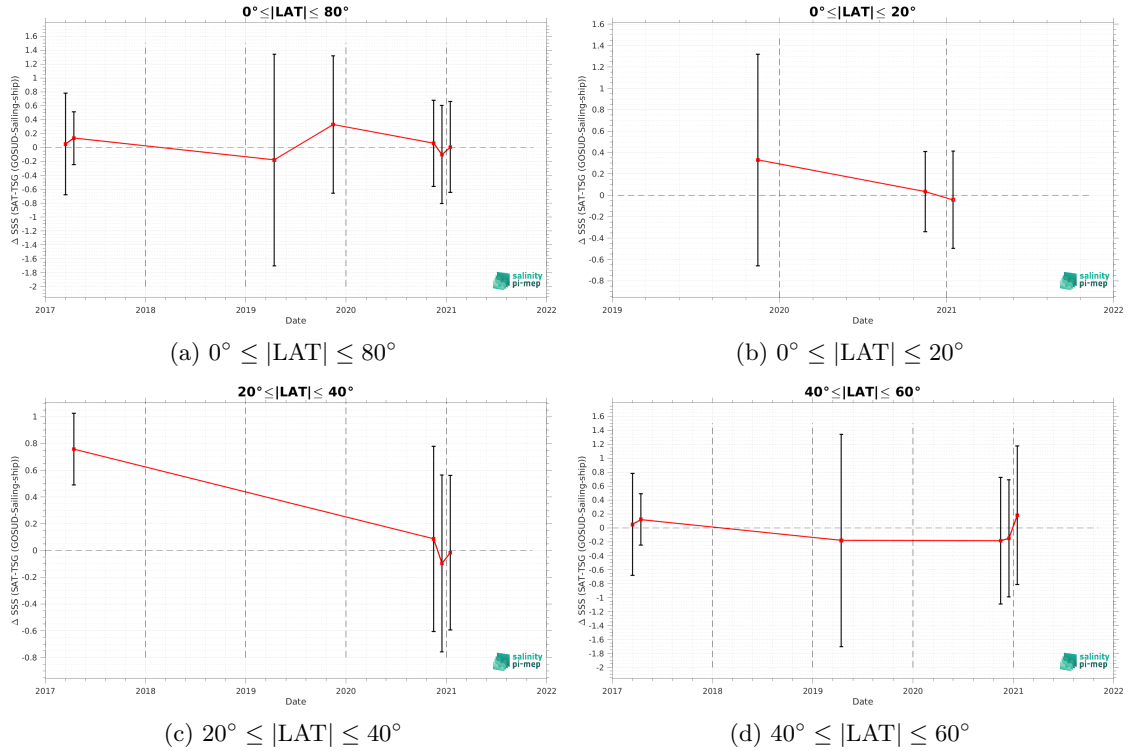 0°≤|LAT|≤ 80°
Δ SSS (SAT-TSG (GOSUD-Sailing-ship))
1.6
1.4
1.2
1
0.8
0.6
0.4
0.2
0
-0.2
-0.4
-0.6
-0.8
-1
-1.2
-1.4
-1.6
-1.8
-2
2017 2018 2019 2020 2021 2022
Date
salinity
pi-mep
(a) 0° ≤ |LAT| ≤ 80°
0°≤|LAT|≤ 20°
Δ SSS (SAT-TSG (GOSUD-Sailing-ship))
1.6
1.4
1.2
1
0.8
0.6
0.4
0.2
0
-0.2
-0.4
-0.6
-0.8
2019 2020 2021 2022
Date
salinity
pi-mep
(b) 0° ≤ |LAT| ≤ 20°
20°≤|LAT|≤ 40°
Δ SSS (SAT-TSG (GOSUD-Sailing-ship))
1
0.8
0.6
0.4
0.2
0
-0.2
-0.4
-0.6
-0.8
2017 2018 2019 2020 2021 2022
Date
salinity
pi-mep
(c) 20° ≤ |LAT| ≤ 40°
40°≤|LAT|≤ 60°
Δ SSS (SAT-TSG (GOSUD-Sailing-ship))
1.6
1.4
1.2
1
0.8
0.6
0.4
0.2
0
-0.2
-0.4
-0.6
-0.8
-1
-1.2
-1.4
-1.6
-1.8
-2
2017 2018 2019 2020 2021 2022
Date
salinity
pi-mep
(d) 40° ≤ |LAT| ≤ 60°